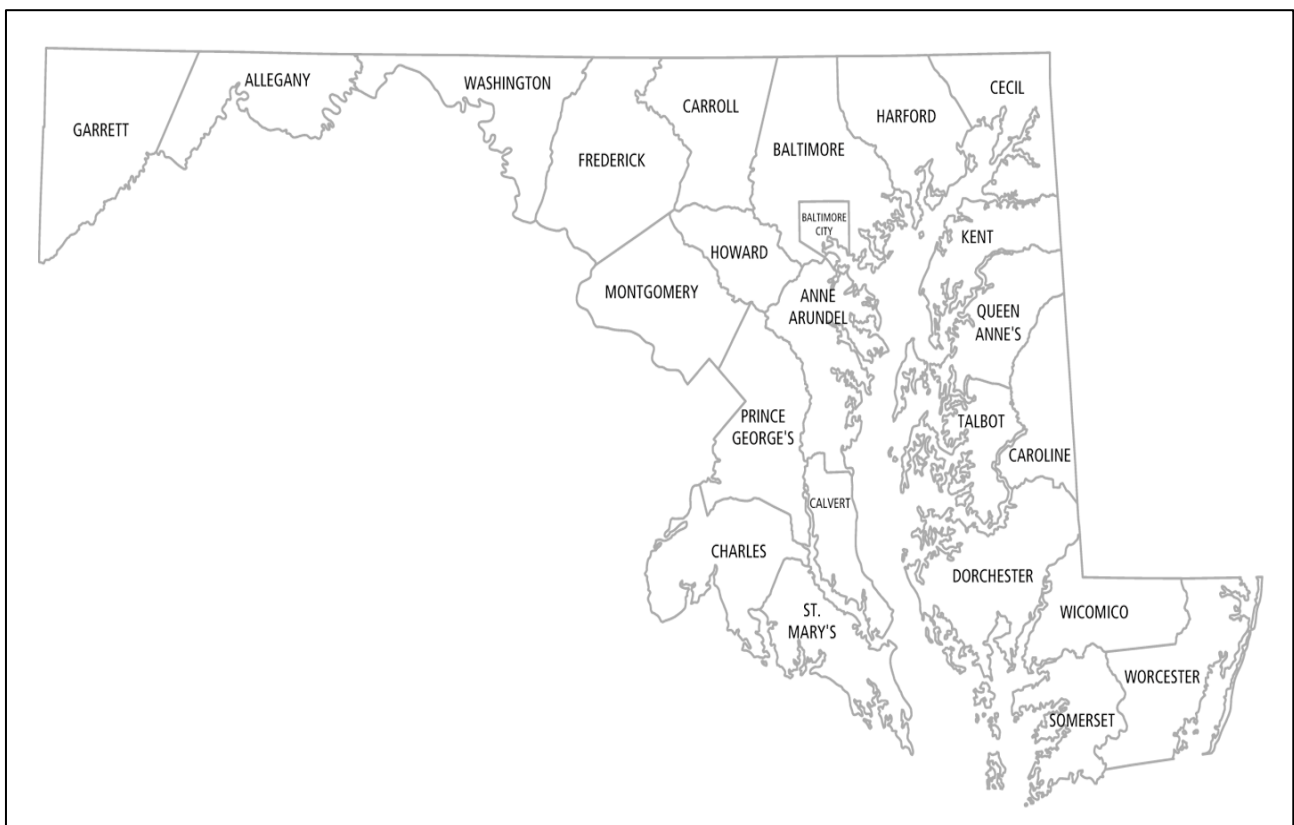 ALLEGANY
WASHINGTON
CECIL
GARRETT
CARROLL
HARFORD
FREDERICK
BALTIMORE
BALTIMORE
CITY
KENT
HOWARD
MONTGOMERY
ANNE
ARUNDEL
QUEEN
ANNE'S
PRINCE
GEORGE'S
TALBOT
CAROLINE
CALVERT
CHARLES
DORCHESTER
ST.
MARY'S
WICOMICO
WORCESTER
SOMERSET